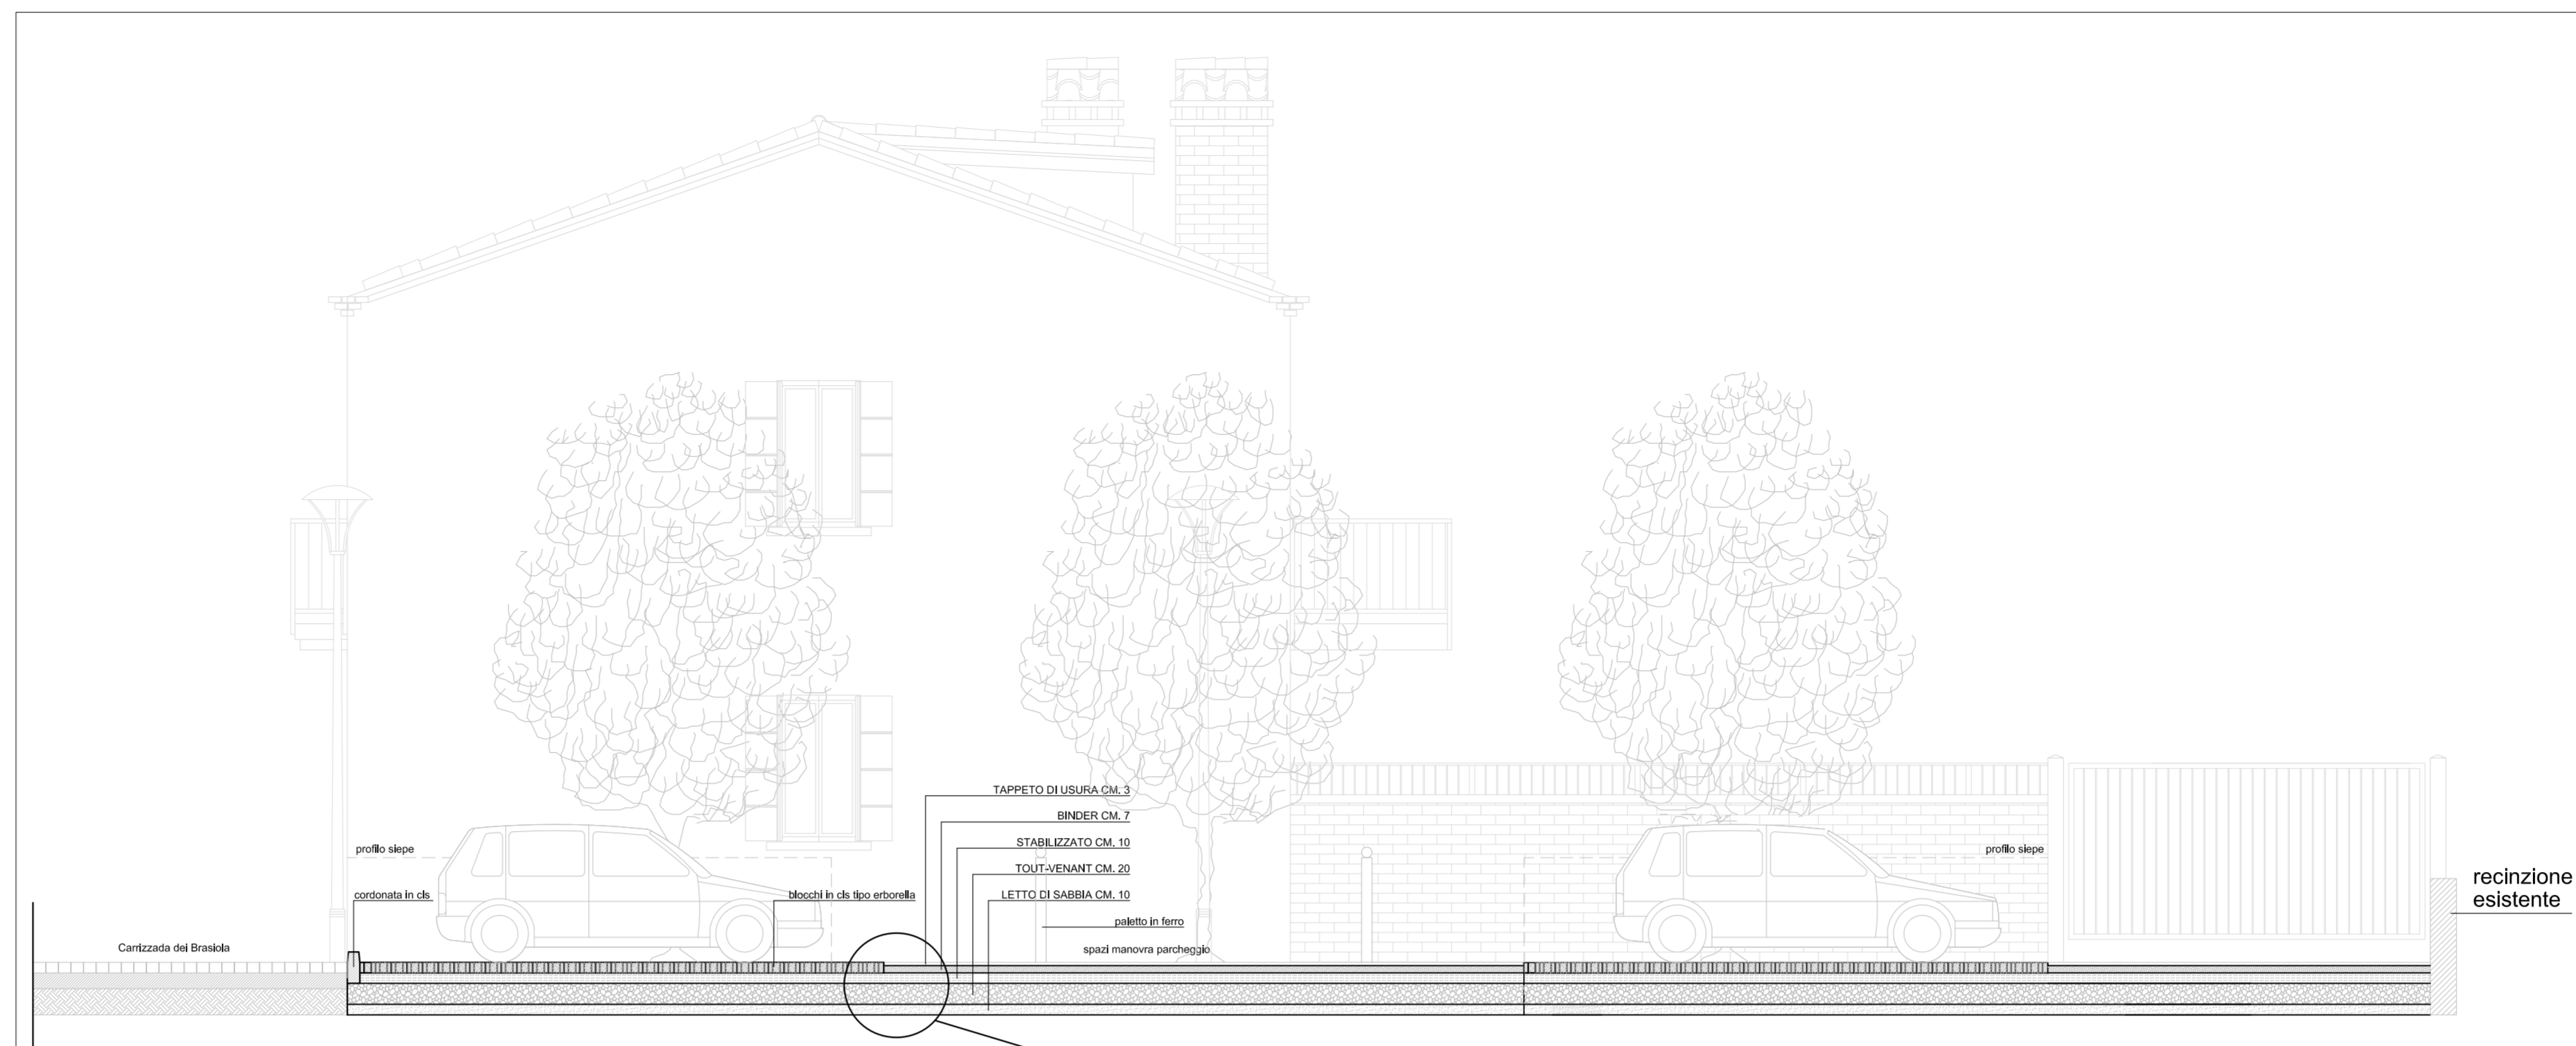 TAPPETO DI USURA CM. 3
BINDER CM. 7
STABILIZZATO CM. 10
TOUT-VENANT CM. 20
LETTO DI SABBIA CM. 10
profilo siepe
cordonata in cls
blocchi in cls tipo erborella
paletto in ferro
spazi manovra parcheggio
Carrizzada dei Brasiola
profilo siepe
recinzione
esistente